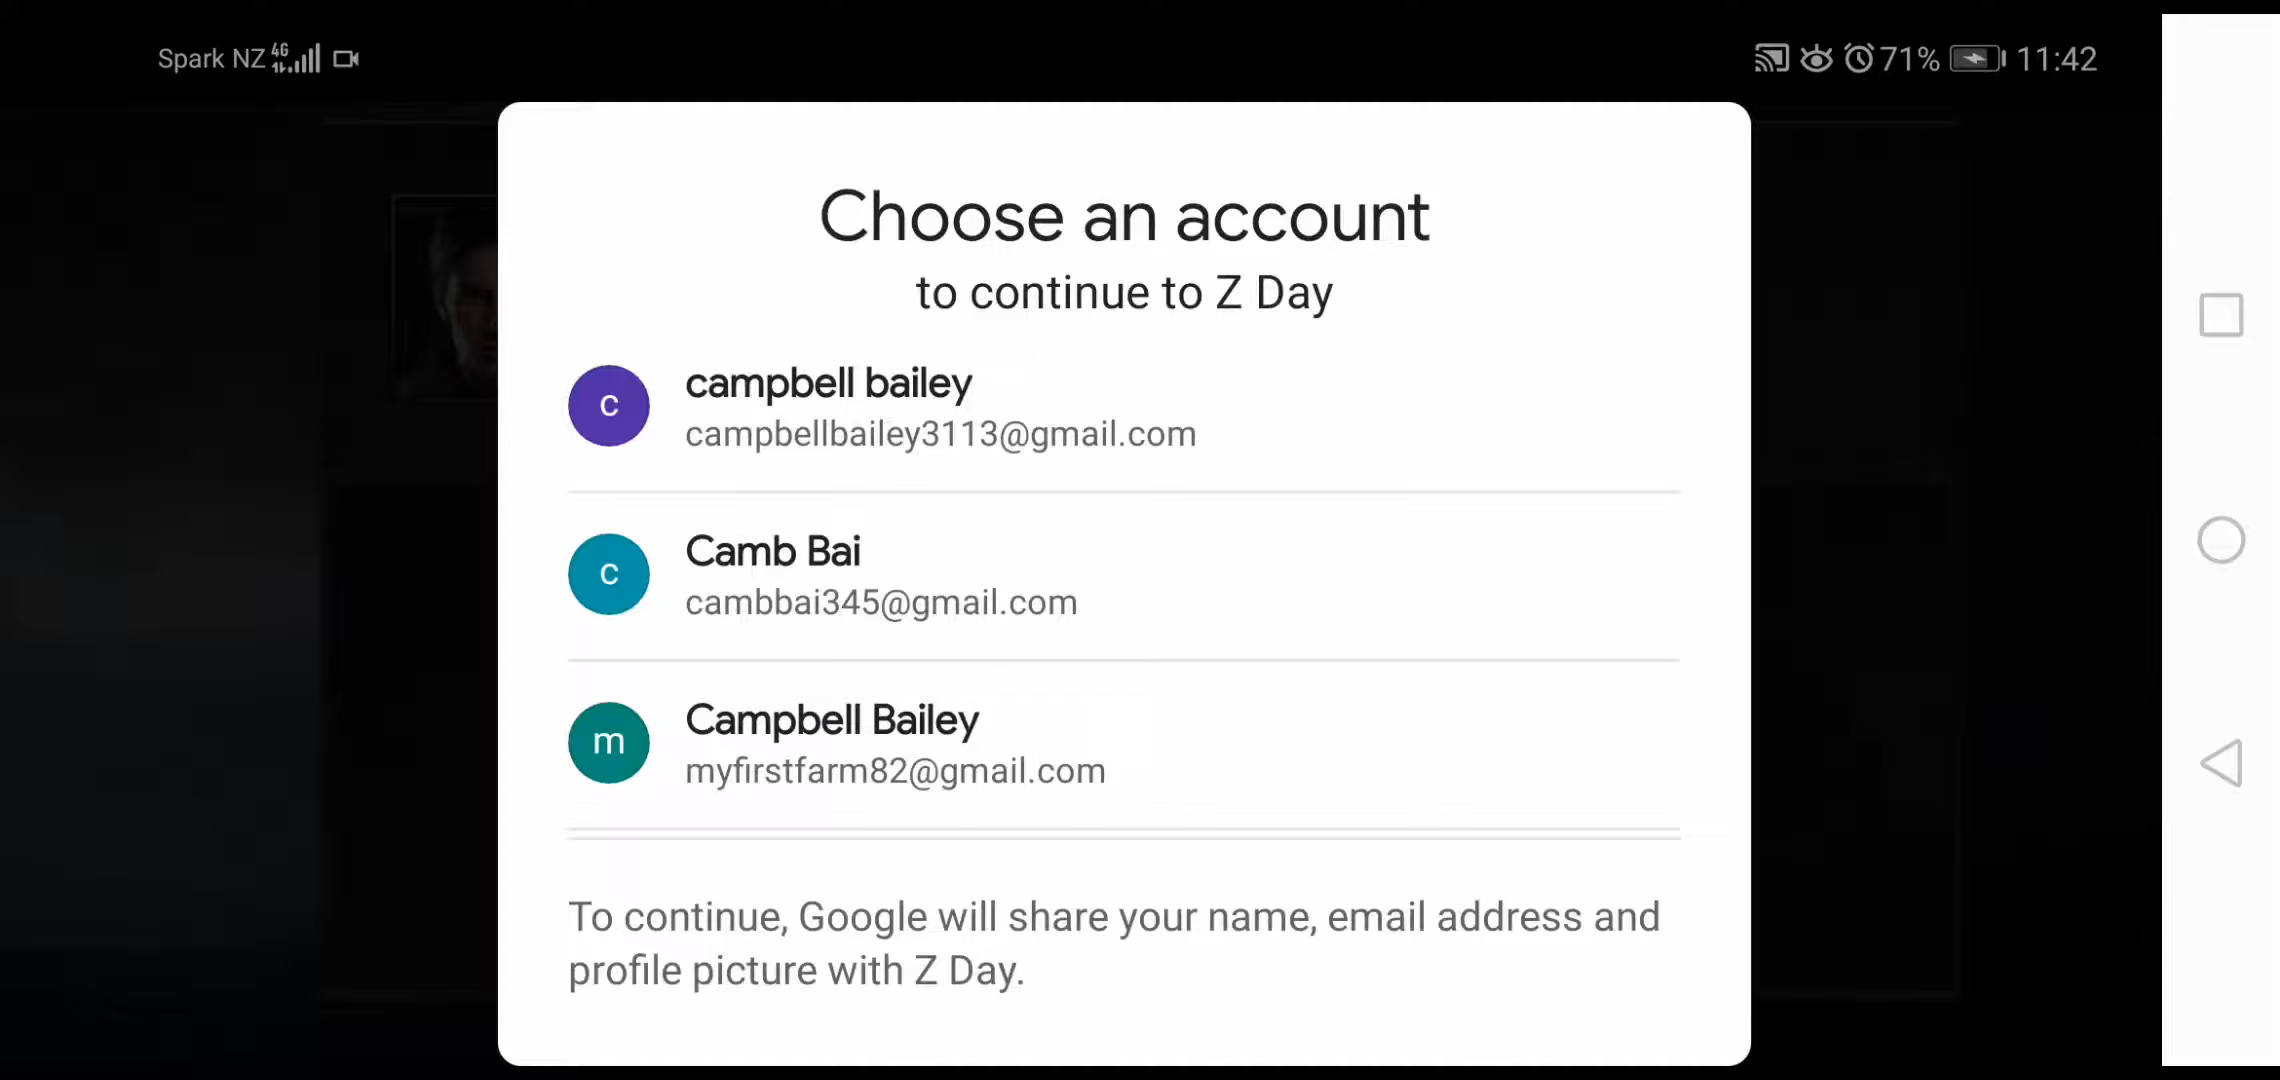 Spark NZ 4G 71% 11:42
Choose an account
to continue to Z Day
c campbell bailey
campbellbailey3113@gmail.com
c Camb Bai
cambbai345@gmail.com
m Campbell Bailey
myfirstfarm82@gmail.com
To continue, Google will share your name, email address and
profile picture with Z Day.